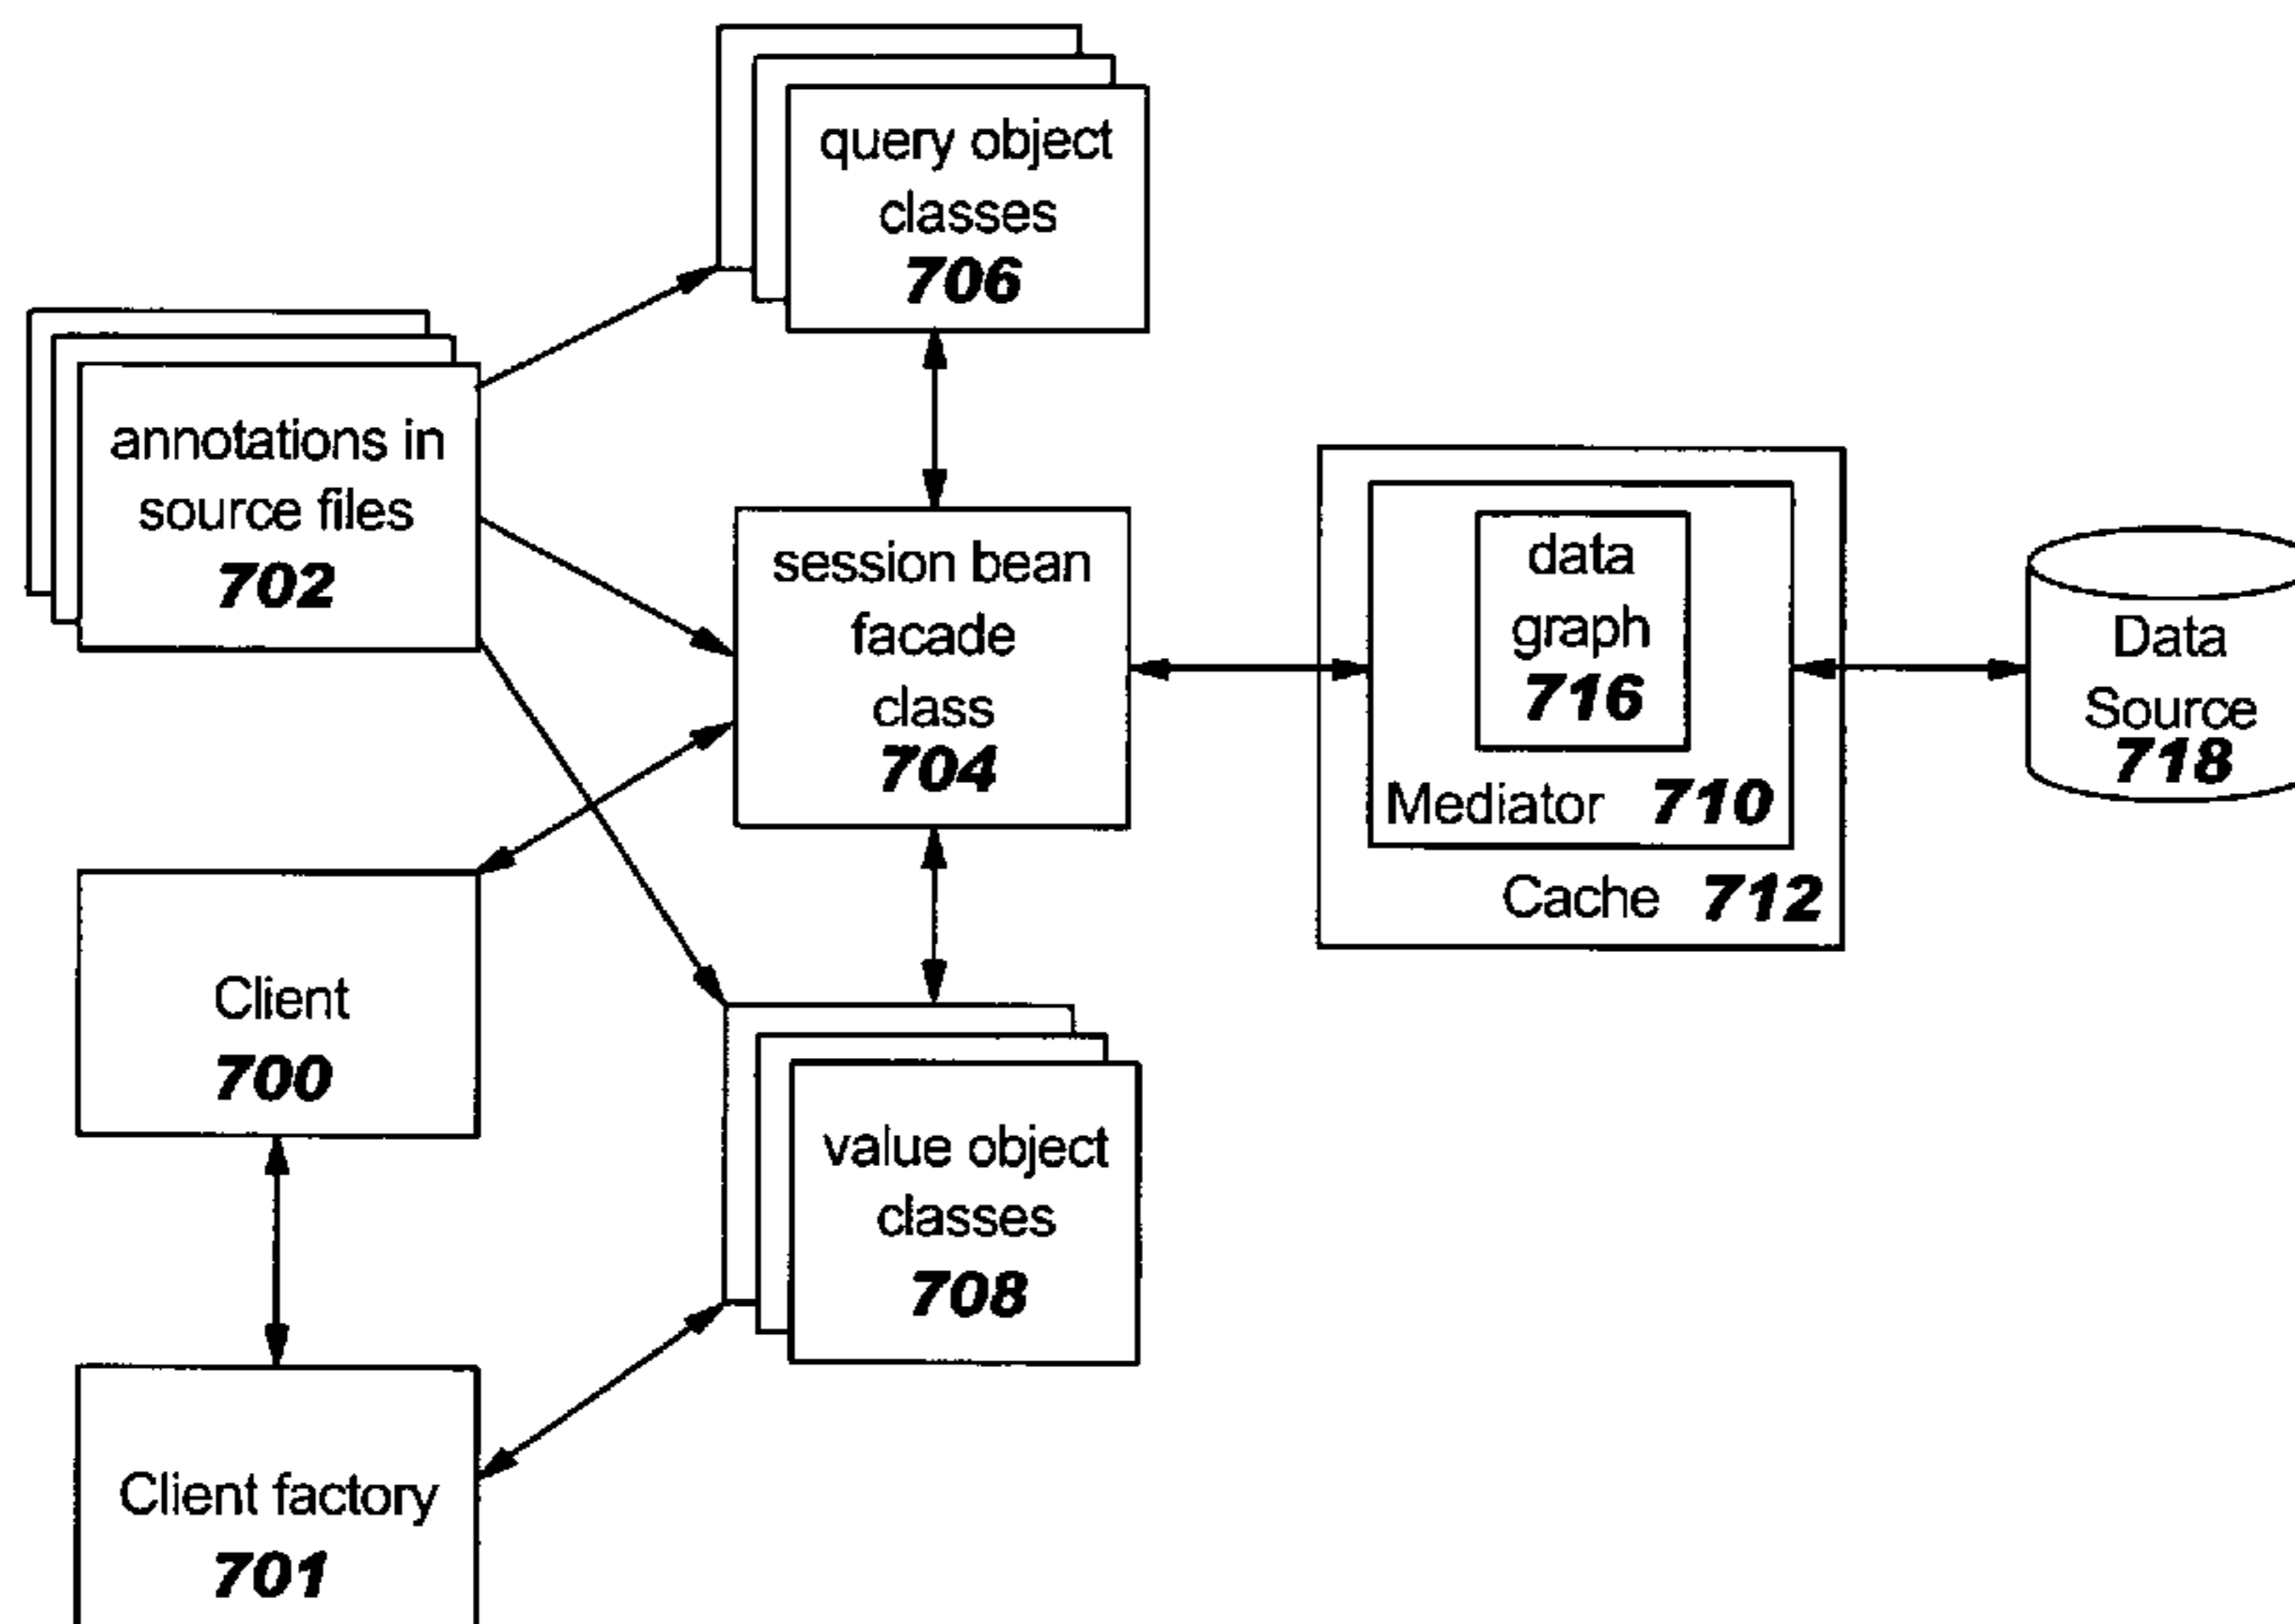 query object
classes
706
annotations in
source files
702
session bean
facade
class
704
data
graph
716
Mediator 710
Cache 712
Data
Source
718
Client
700
value object
classes
708
Client factory
701